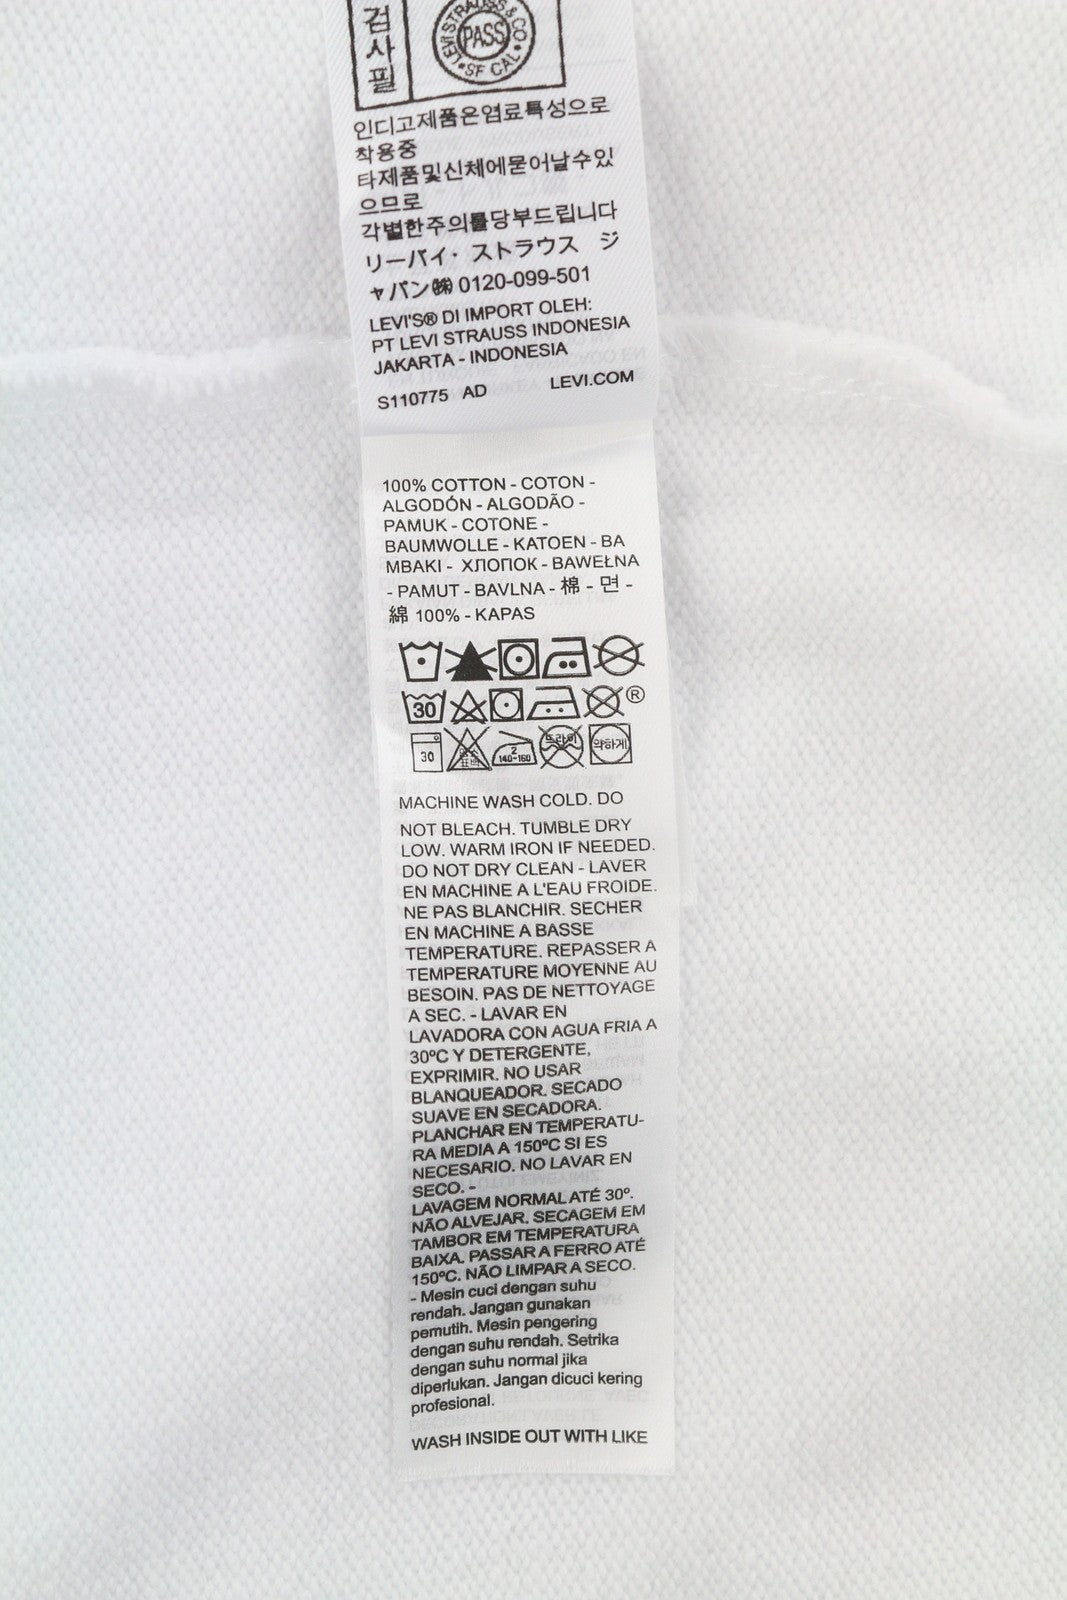 검
사
필
LEVI STRAUSS & CO
PASS
SF CAL
인디고제품은염료특성으로
착용중
타제품및신체에묻어날수있
으므로
각별한주의를당부드립니다
リーバイ・ストラウス ジ
ャパン㈱ 0120-099-501
LEVI'S® DI IMPORT OLEH:
PT LEVI STRAUSS INDONESIA
JAKARTA - INDONESIA
S110775 AD LEVI.COM
100% COTTON - COTON -
ALGODÓN - ALGODÃO -
PAMUK - COTONE -
BAUMWOLLE - KATOEN - BA
MBAKI - ХЛОПОК - BAWEŁNA
- PAMUT - BAVLNA - 棉 - 면 -
綿 100% - KAPAS
30 ®
30 염소 표백 2 140-160 드라이 약하게
MACHINE WASH COLD. DO
NOT BLEACH. TUMBLE DRY
LOW. WARM IRON IF NEEDED.
DO NOT DRY CLEAN - LAVER
EN MACHINE A L'EAU FROIDE.
NE PAS BLANCHIR. SECHER
EN MACHINE A BASSE
TEMPERATURE. REPASSER A
TEMPERATURE MOYENNE AU
BESOIN. PAS DE NETTOYAGE
A SEC. - LAVAR EN
LAVADORA CON AGUA FRIA A
30ºC Y DETERGENTE,
EXPRIMIR. NO USAR
BLANQUEADOR. SECADO
SUAVE EN SECADORA.
PLANCHAR EN TEMPERATU-
RA MEDIA A 150ºC SI ES
NECESARIO. NO LAVAR EN
SECO. -
LAVAGEM NORMAL ATÉ 30º.
NÃO ALVEJAR. SECAGEM EM
TAMBOR EM TEMPERATURA
BAIXA. PASSAR A FERRO ATÉ
150ºC. NÃO LIMPAR A SECO.
- Mesin cuci dengan suhu
rendah. Jangan gunakan
pemutih. Mesin pengering
dengan suhu rendah. Setrika
dengan suhu normal jika
diperlukan. Jangan dicuci kering
profesional.
WASH INSIDE OUT WITH LIKE